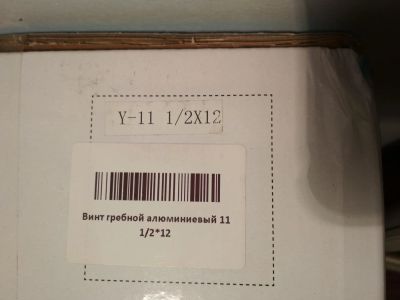 Y-11 1/2X12
Винт гребной алюминиевый 11
1/2*12